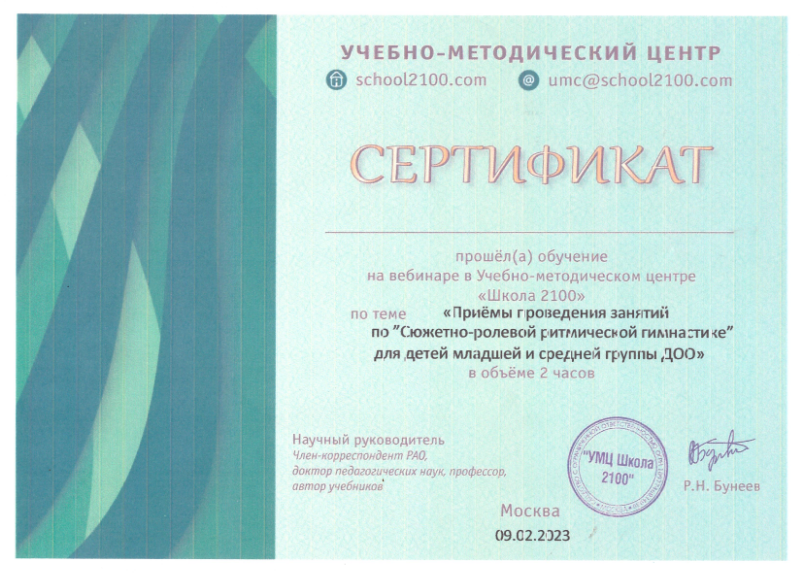 УЧЕБНО-МЕТОДИЧЕСКИЙ ЦЕНТР
school2100.com @ umc@school2100.com
СЕРТИФИКАТ
прошёл(а) обучение
на вебинаре в Учебно-методическом центре
«Школа 2100»
по теме «Приёмы проведения занятий
по "Сюжетно-ролевой ритмической гимнастике"
для детей младшей и средней группы ДОО»
в объёме 2 часов
Научный руководитель
Член-корреспондент РАО,
доктор педагогических наук, профессор,
автор учебников
"УМЦ Школа
2100"
Р.Н. Бунеев
Москва
09.02.2023